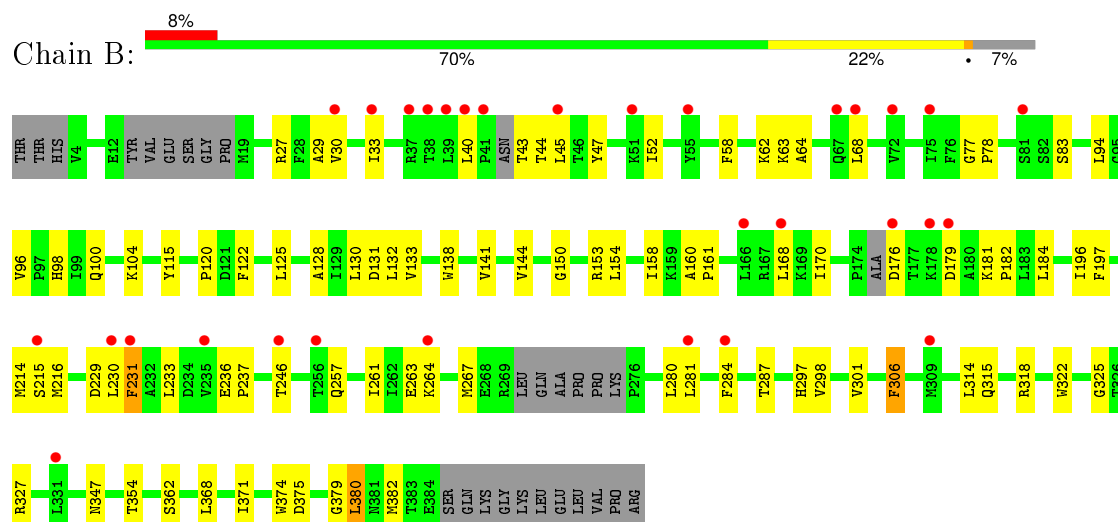 8%
Chain B:
70% 22% • 7%
THR THR HIS V4 E12 TYR VAL GLU SER GLY PRO M19 R27 F28 A29 V30 I33 R37 T38 L39 L40 P41 ASN T43 T44 L45 T46 Y47 K51 I52 Y55 F58 K62 K63 A64 Q67 L68 V72 I75 F76 G77 P78 S81 S82 S83 L94 Q95
V96 P97 H98 I99 Q100 K104 Y115 P120 D121 F122 L125 A128 I129 L130 D131 L132 V133 W138 V141 V144 G150 R153 L154 I158 K159 A160 P161 L166 R167 L168 K169 I170 P174 ALA D176 T177 K178 D179 A180 K181 P182 L183 L184 I196 F197
M214 S215 M216 D229 L230 F231 A232 L233 D234 V235 E236 P237 T246 T256 Q257 I261 I262 E263 K264 M267 E268 R269 LEU GLN ALA PRO PRO LYS P276 L280 L281 F284 T287 H297 V298 V301 F306 M309 L314 Q315 R318 W322 G325 T326
R327 L331 N347 T354 S362 L368 I371 W374 D375 G379 L380 N381 M382 T383 E384 SER GLN LYS GLY LYS LEU GLU LEU VAL PRO ARG